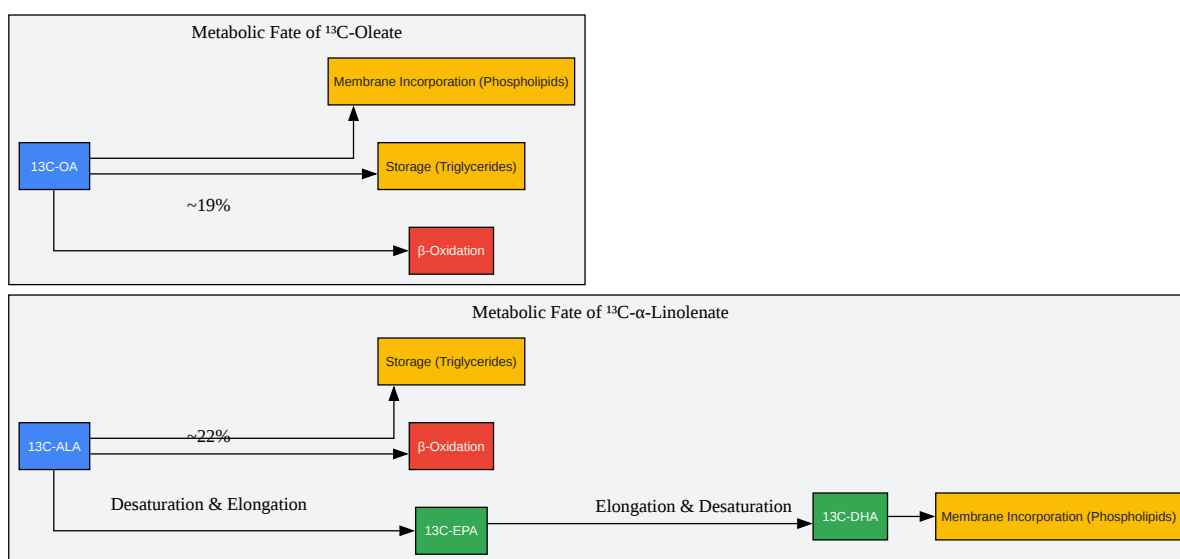 Metabolic Fate of ¹³C-Oleate
Membrane Incorporation (Phospholipids)
13C-OA
Storage (Triglycerides)
~19%
β-Oxidation
Metabolic Fate of ¹³C-α-Linolenate
Storage (Triglycerides)
13C-ALA
~22%
β-Oxidation
Desaturation & Elongation
13C-EPA
Elongation & Desaturation
13C-DHA
Membrane Incorporation (Phospholipids)